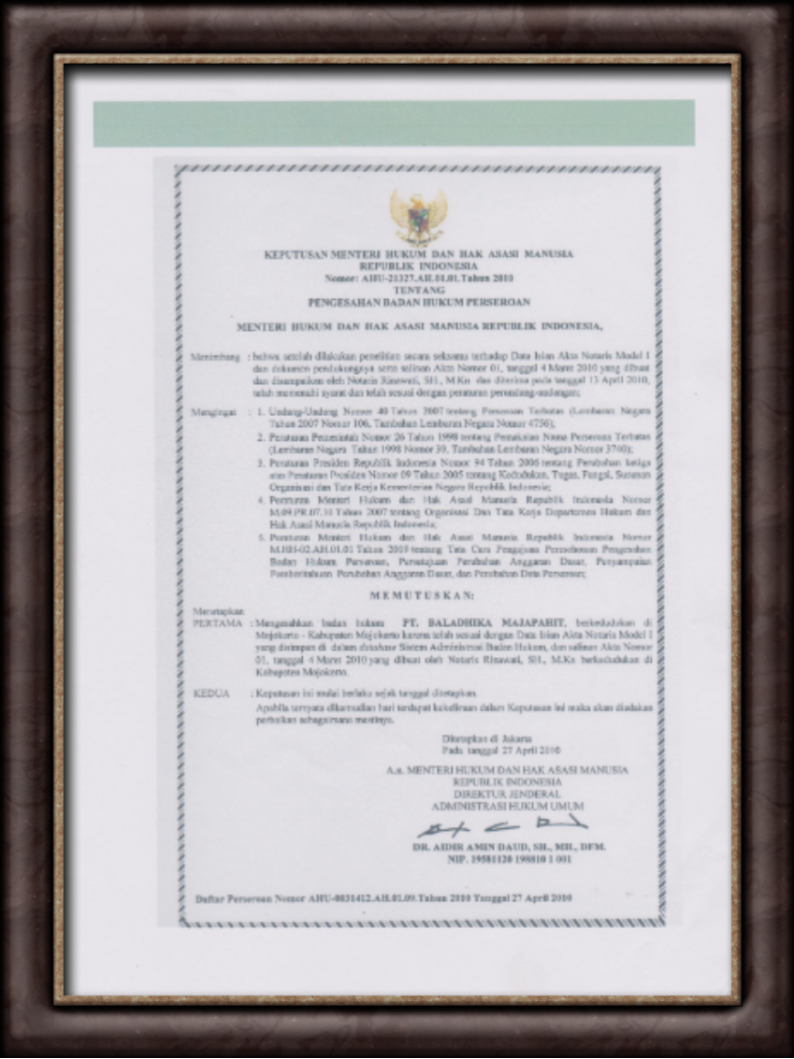 KEPUTUSAN MENTERI HUKUM DAN HAK ASASI MANUSIA
REPUBLIK INDONESIA
Nomor: AHU-21327.AH.01.01.Tahun 2010
TENTANG
PENGESAHAN BADAN HUKUM PERSEROAN
MENTERI HUKUM DAN HAK ASASI MANUSIA REPUBLIK INDONESIA,
Menimbang : bahwa setelah dilakukan penelitian secara seksama terhadap Data Isian Akta Notaris Model I
dan dokumen pendukungnya serta salinan Akta Nomor 01, tanggal 4 Maret 2010 yang dibuat
dan disampaikan oleh Notaris Rinawati, SH., M.Kn dan diterima pada tanggal 13 April 2010,
telah memenuhi syarat dan telah sesuai dengan peraturan perundang-undangan;
Mengingat : 1. Undang-Undang Nomor 40 Tahun 2007 tentang Perseroan Terbatas (Lembaran Negara
Tahun 2007 Nomor 106, Tambahan Lembaran Negara Nomor 4756);
2. Peraturan Pemerintah Nomor 26 Tahun 1998 tentang Pemakaian Nama Perseroan Terbatas
(Lembaran Negara Tahun 1998 Nomor 39, Tambahan Lembaran Negara Nomor 3740);
3. Peraturan Presiden Republik Indonesia Nomor 94 Tahun 2006 tentang Perubahan ketiga
atas Peraturan Presiden Nomor 09 Tahun 2005 tentang Kedudukan, Tugas, Fungsi, Susunan
Organisasi dan Tata Kerja Kementerian Negara Republik Indonesia;
4. Peraturan Menteri Hukum dan Hak Asasi Manusia Republik Indonesia Nomor
M.09.PR.07.10 Tahun 2007 tentang Organisasi Dan Tata Kerja Departemen Hukum dan
Hak Asasi Manusia Republik Indonesia;
5. Peraturan Menteri Hukum dan Hak Asasi Manusia Republik Indonesia Nomor
M.HH-02.AH.01.01 Tahun 2010 tentang Tata Cara Pengajuan Permohonan Pengesahan
Badan Hukum Perseroan, Persetujuan Perubahan Anggaran Dasar, Penyampaian
Pemberitahuan Perubahan Anggaran Dasar, dan Perubahan Data Perseroan;
MEMUTUSKAN:
Menetapkan
PERTAMA : Mengesahkan badan hukum PT. BALADHIKA MAJAPAHIT, berkedudukan di
Mojokerto - Kabupaten Mojokerto karena telah sesuai dengan Data Isian Akta Notaris Model I
yang disimpan di dalam database Sistem Administrasi Badan Hukum, dan salinan Akta Nomor
01, tanggal 4 Maret 2010 yang dibuat oleh Notaris Rinawati, SH., M.Kn berkedudukan di
Kabupaten Mojokerto.
KEDUA : Keputusan ini mulai berlaku sejak tanggal ditetapkan.
Apabila ternyata dikemudian hari terdapat kekeliruan dalam Keputusan ini maka akan diadakan
perbaikan sebagaimana mestinya.
Ditetapkan di Jakarta
Pada tanggal 27 April 2010
A.n. MENTERI HUKUM DAN HAK ASASI MANUSIA
REPUBLIK INDONESIA
DIREKTUR JENDERAL
ADMINISTRASI HUKUM UMUM
DR. AIDIR AMIN DAUD, SH., MH., DFM.
NIP. 19581120 198810 1 001
Daftar Perseroan Nomor AHU-0031412.AH.01.09.Tahun 2010 Tanggal 27 April 2010